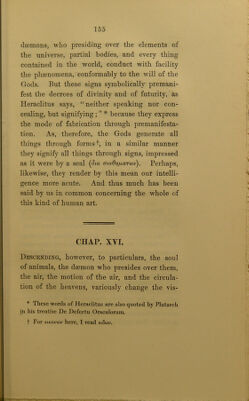 155
dæmons, who presiding over the elements of
the universe, partial bodies, and every thing
contained in the world, conduct with facility
the phænomena, conformably to the will of the
Gods. But these signs symbolically premani-
fest the decrees of divinity and of futurity, as
Heraclitus says, "neither speaking nor con-
cealing, but signifying;"* because they express
the mode of fabrication through premanifesta-
tion. As, therefore, the Gods generate all
things through forms†, in a similar manner
they signify all things through signs, impressed
as it were by a seal (δια συνθηματων). Perhaps,
likewise, they render by this mean our intelli-
gence more acute. And thus much has been
said by us in common concerning the whole of
this kind of human art.
CHAP. XVI.
Descending, however, to particulars, the soul
of animals, the dæmon who presides over them,
the air, the motion of the air, and the circula-
tion of the heavens, variously change the vis-
* These words of Heraclitus are also quoted by Plutarch
in his treatise De Defectu Oraculorum.
† For here, I read